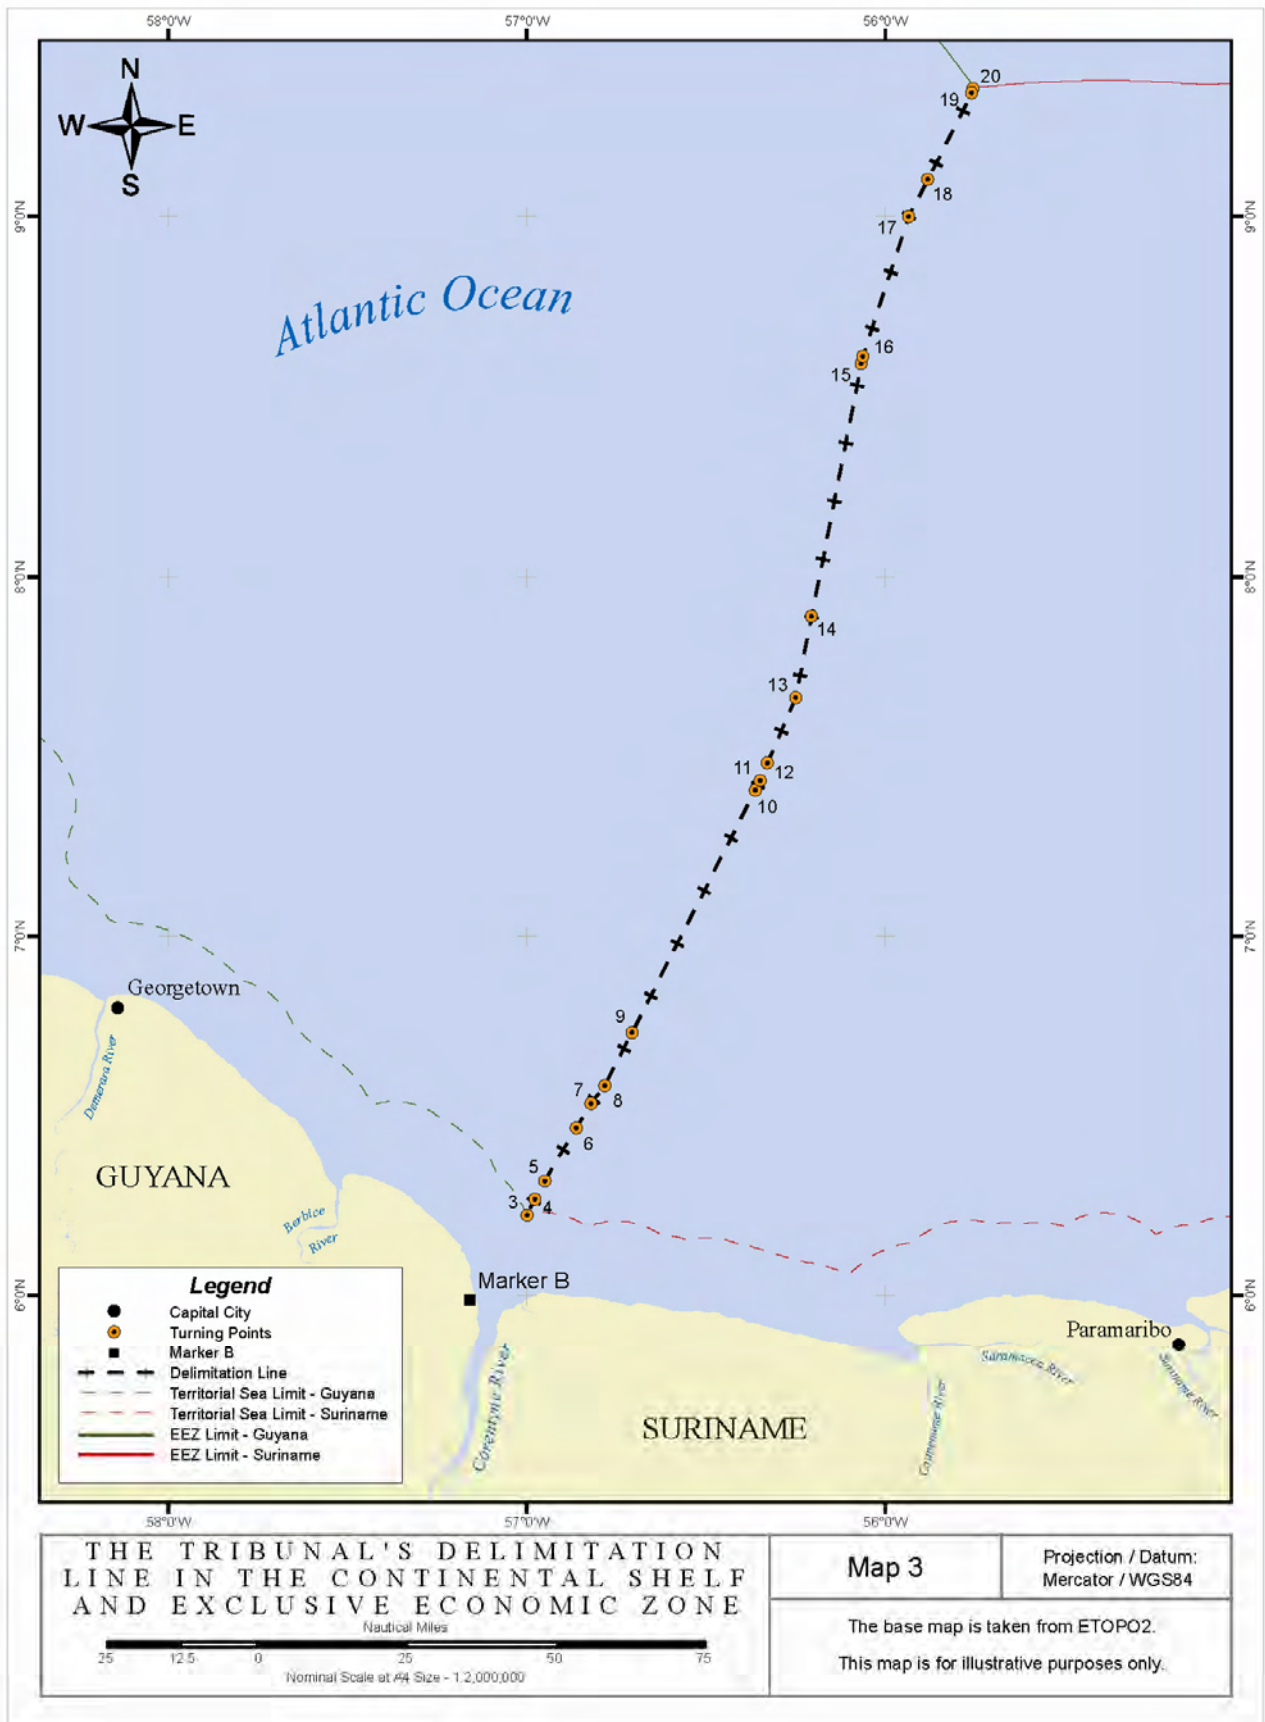 58°0'W 57°0'W 56°0'W
N
W E
S
20
19
18
9°0'N 17 9°0'N
Atlantic Ocean
16
15
8°0'N 8°0'N
14
13
11 12
10
7°0'N 7°0'N
Georgetown
9
Demerara River
7
8
6
GUYANA
5
3 4
Berbice
River
Marker B
6°0'N 6°0'N
Paramaribo
Corentyne River
Saramacca River
Suriname River
SURINAME
Legend
Capital City
Turning Points
Marker B
Delimitation Line
Territorial Sea Limit - Guyana
Territorial Sea Limit - Suriname
EEZ Limit - Guyana
EEZ Limit - Suriname
58°0'W 57°0'W 56°0'W
THE TRIBUNAL'S DELIMITATION
LINE IN THE CONTINENTAL SHELF
AND EXCLUSIVE ECONOMIC ZONE
Nautical Miles
25 12.5 0 25 50 75
Nominal Scale at A4 Size - 1:2,000,000
Map 3
Projection / Datum:
Mercator / WGS84
The base map is taken from ETOPO2.
This map is for illustrative purposes only.